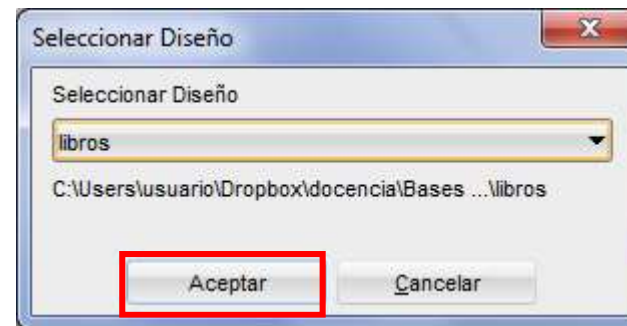 Seleccionar Diseño
Seleccionar Diseño
libros
C:\Users\usuario\Dropbox\docencia\Bases ...\libros
Aceptar
Cancelar